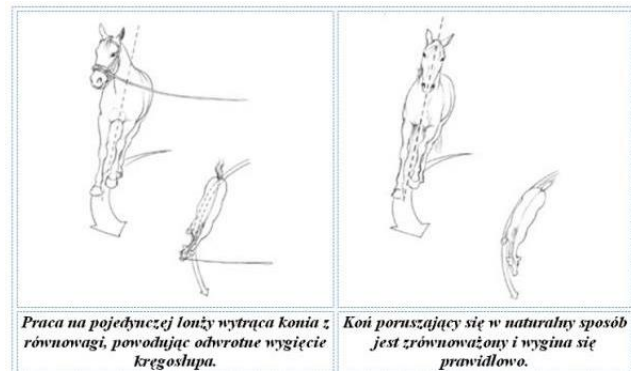 Praca na pojedynczej lonży wytrąca konia z
równowagi, powodując odwrotne wygięcie
kręgosłupa.
Koń poruszający się w naturalny sposób
jest zrównoważony i wygina się
prawidłowo.